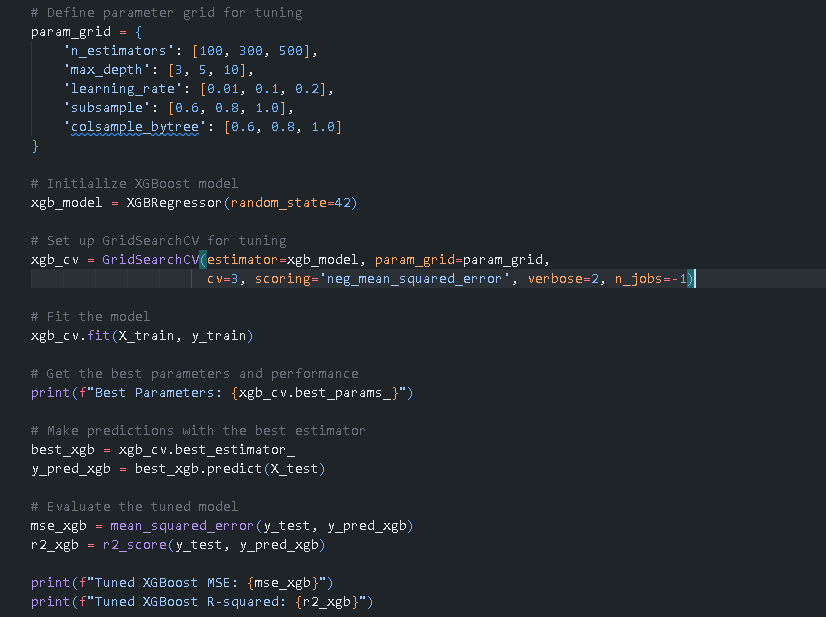 # Define parameter grid for tuning
param_grid = {
'n_estimators': [100, 300, 500],
'max_depth': [3, 5, 10],
'learning_rate': [0.01, 0.1, 0.2],
'subsample': [0.6, 0.8, 1.0],
'colsample_bytree': [0.6, 0.8, 1.0]
}
# Initialize XGBoost model
xgb_model = XGBRegressor(random_state=42)
# Set up GridSearchCV for tuning
xgb_cv = GridSearchCV(estimator=xgb_model, param_grid=param_grid,
cv=3, scoring='neg_mean_squared_error', verbose=2, n_jobs=-1)
# Fit the model
xgb_cv.fit(X_train, y_train)
# Get the best parameters and performance
print(f"Best Parameters: {xgb_cv.best_params_}")
# Make predictions with the best estimator
best_xgb = xgb_cv.best_estimator_
y_pred_xgb = best_xgb.predict(X_test)
# Evaluate the tuned model
mse_xgb = mean_squared_error(y_test, y_pred_xgb)
r2_xgb = r2_score(y_test, y_pred_xgb)
print(f"Tuned XGBoost MSE: {mse_xgb}")
print(f"Tuned XGBoost R-squared: {r2_xgb}")